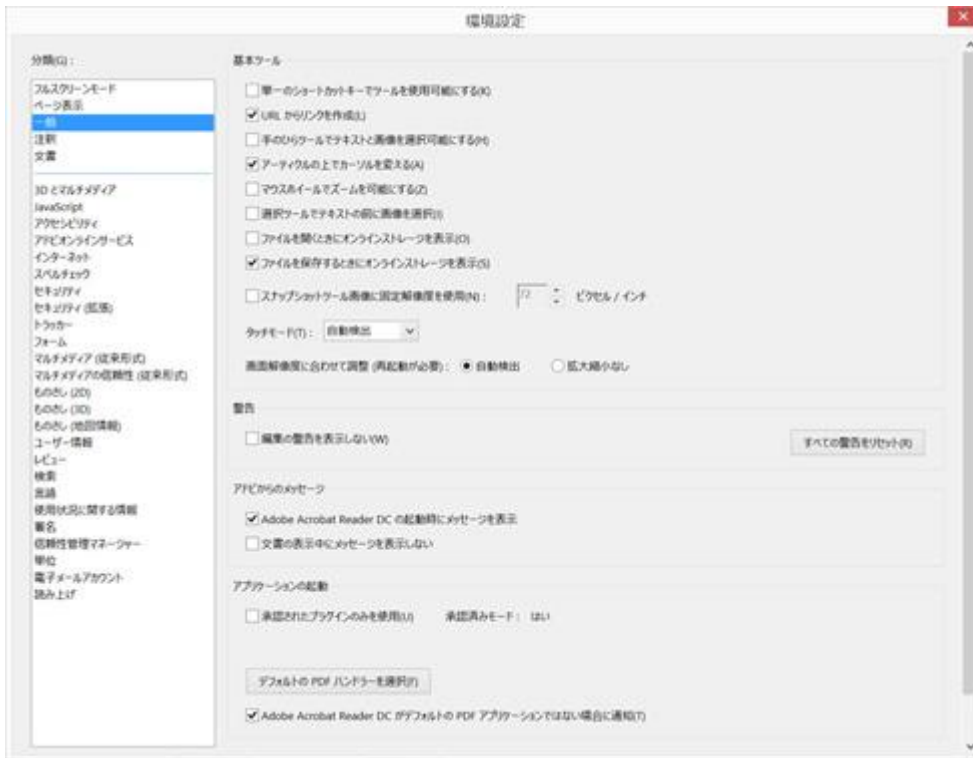 環境設定
分類(G)：
フルスクリーンモード
ページ表示
一般
注釈
文書
3D とマルチメディア
JavaScript
アクセシビリティ
アドビオンラインサービス
インターネット
スペルチェック
セキュリティ
セキュリティ (拡張)
トラッカー
フォーム
マルチメディア (従来形式)
マルチメディアの信頼性 (従来形式)
ものさし (2D)
ものさし (3D)
ものさし (地図情報)
ユーザー情報
レビュー
検索
言語
使用状況に関する情報
署名
信頼性管理マネージャー
単位
電子メールアカウント
読み上げ
基本ツール
単一のショートカットキーでツールを使用可能にする(K)
URL からリンクを作成(L)
手のひらツールでテキストと画像を選択可能にする(H)
アーティクルの上でカーソルを変える(A)
マウスホイールでズームを可能にする(Z)
選択ツールでテキストの前に画像を選択(I)
ファイルを開くときにオンラインストレージを表示(O)
ファイルを保存するときにオンラインストレージを表示(S)
スナップショットツール画像に固定解像度を使用(N)： 72 ピクセル / インチ
タッチモード(T)： 自動検出
画面解像度に合わせて調整 (再起動が必要)： 自動検出 拡大縮小なし
警告
編集の警告を表示しない(W)
すべての警告をリセット(R)
アドビからのメッセージ
Adobe Acrobat Reader DC の起動時にメッセージを表示
文書の表示中にメッセージを表示しない
アプリケーションの起動
承認されたプラグインのみを使用(U) 承認済みモード： はい
デフォルトの PDF ハンドラーを選択(F)
Adobe Acrobat Reader DC がデフォルトの PDF アプリケーションではない場合に通知(T)